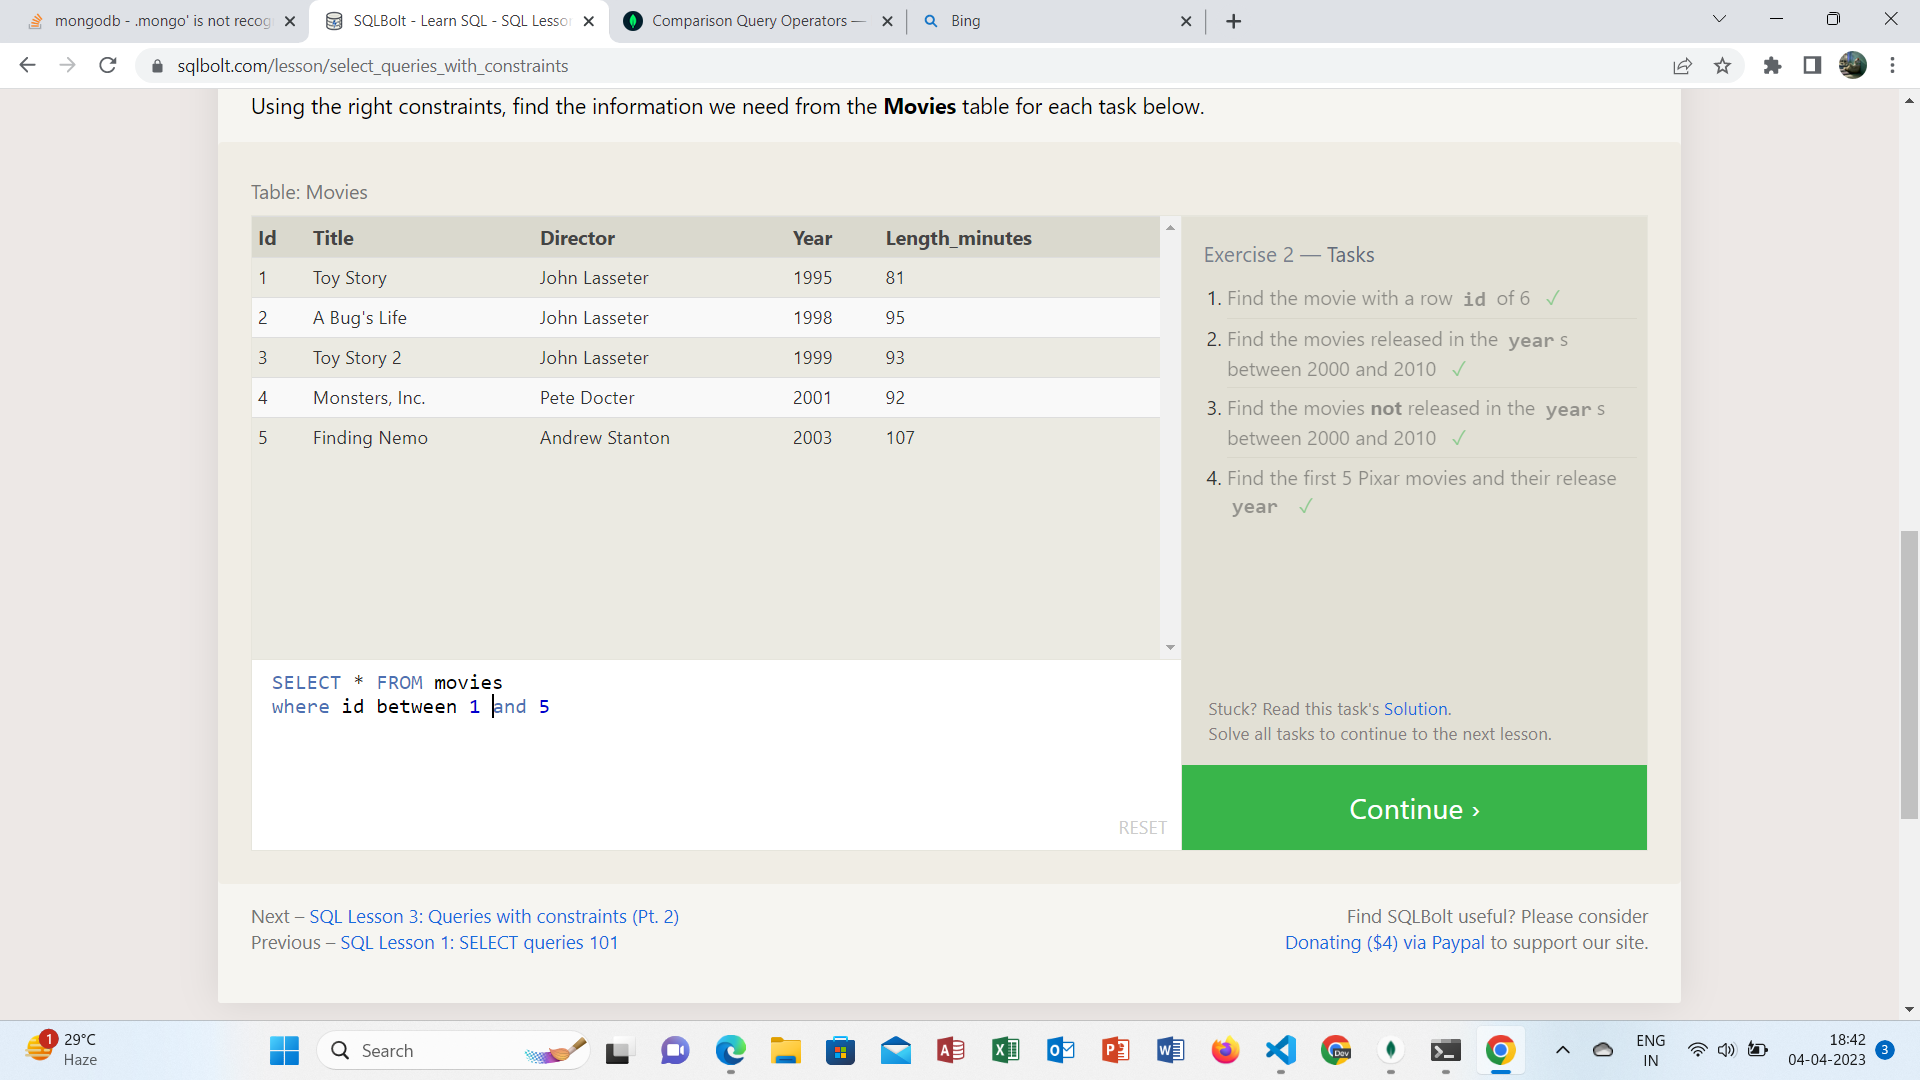 mongodb - .mongo' is not recog
SQLBolt - Learn SQL - SQL Lesso
Comparison Query Operators —
Bing
sqlbolt.com/lesson/select_queries_with_constraints
Using the right constraints, find the information we need from the Movies table for each task below.
Table: Movies
Id Title Director Year Length_minutes
1 Toy Story John Lasseter 1995 81
2 A Bug's Life John Lasseter 1998 95
3 Toy Story 2 John Lasseter 1999 93
4 Monsters, Inc. Pete Docter 2001 92
5 Finding Nemo Andrew Stanton 2003 107
Exercise 2 — Tasks
1. Find the movie with a row id of 6 ✓
2. Find the movies released in the year s
between 2000 and 2010 ✓
3. Find the movies not released in the year s
between 2000 and 2010 ✓
4. Find the first 5 Pixar movies and their release
year ✓
SELECT * FROM movies
where id between 1 and 5
RESET
Stuck? Read this task's Solution.
Solve all tasks to continue to the next lesson.
Continue ›
Next – SQL Lesson 3: Queries with constraints (Pt. 2)
Previous – SQL Lesson 1: SELECT queries 101
Find SQLBolt useful? Please consider
Donating ($4) via Paypal to support our site.
1
29°C
Haze
Search
Dev
ENG
IN
18:42
04-04-2023
3